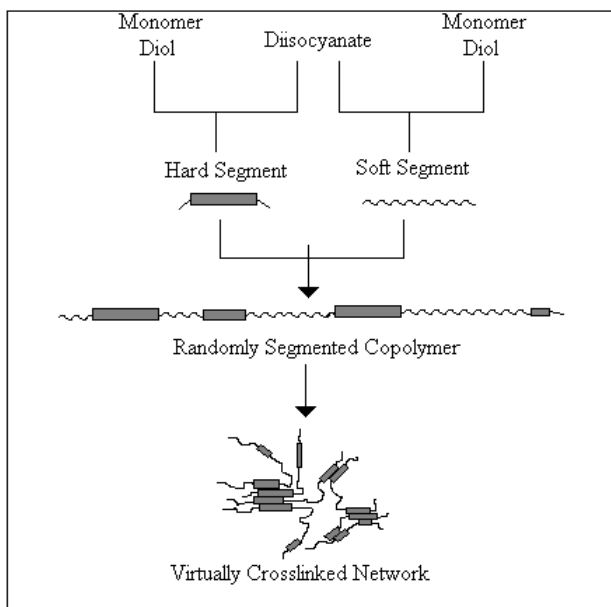 Monomer
Diol
Diisocyanate
Monomer
Diol
Hard Segment
Soft Segment
Randomly Segmented Copolymer
Virtually Crosslinked Network